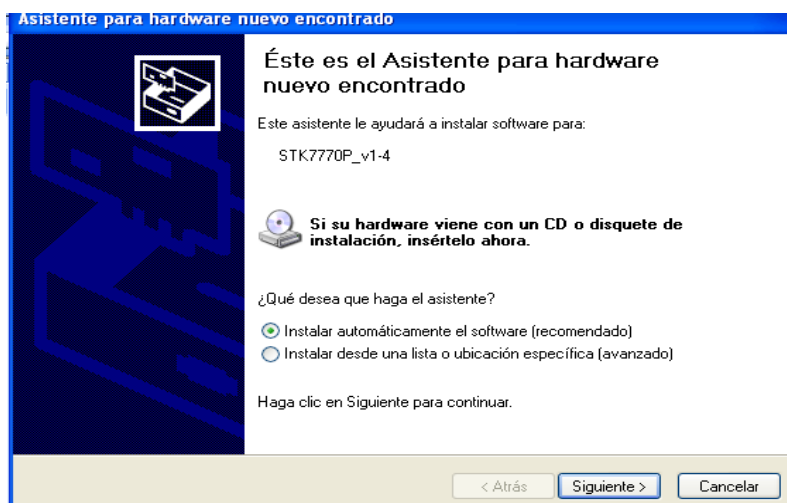 Asistente para hardware nuevo encontrado
Éste es el Asistente para hardware
nuevo encontrado
Este asistente le ayudará a instalar software para:
STK7770P_v1-4
Si su hardware viene con un CD o disquete de
instalación, insértelo ahora.
¿Qué desea que haga el asistente?
Instalar automáticamente el software (recomendado)
Instalar desde una lista o ubicación específica (avanzado)
Haga clic en Siguiente para continuar.
< Atrás Siguiente > Cancelar